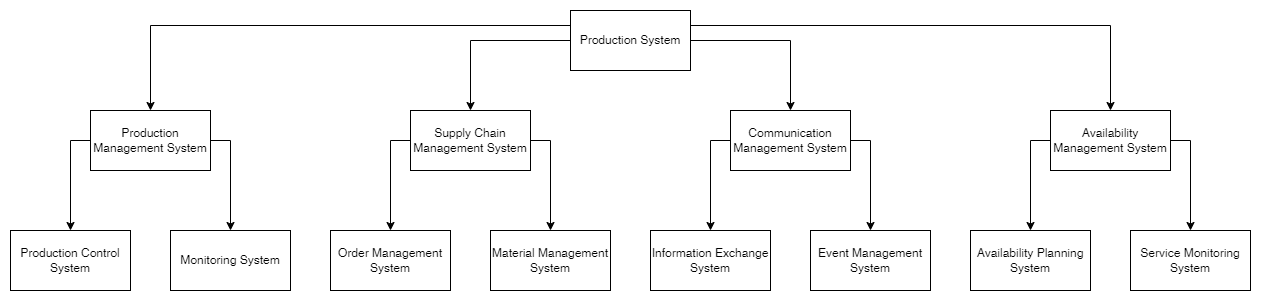 Production System
Production
Management System
Supply Chain
Management System
Communication
Management System
Availability
Management System
Production Control
System
Monitoring System
Order Management
System
Material Management
System
Information Exchange
System
Event Management
System
Availability Planning
System
Service Monitoring
System